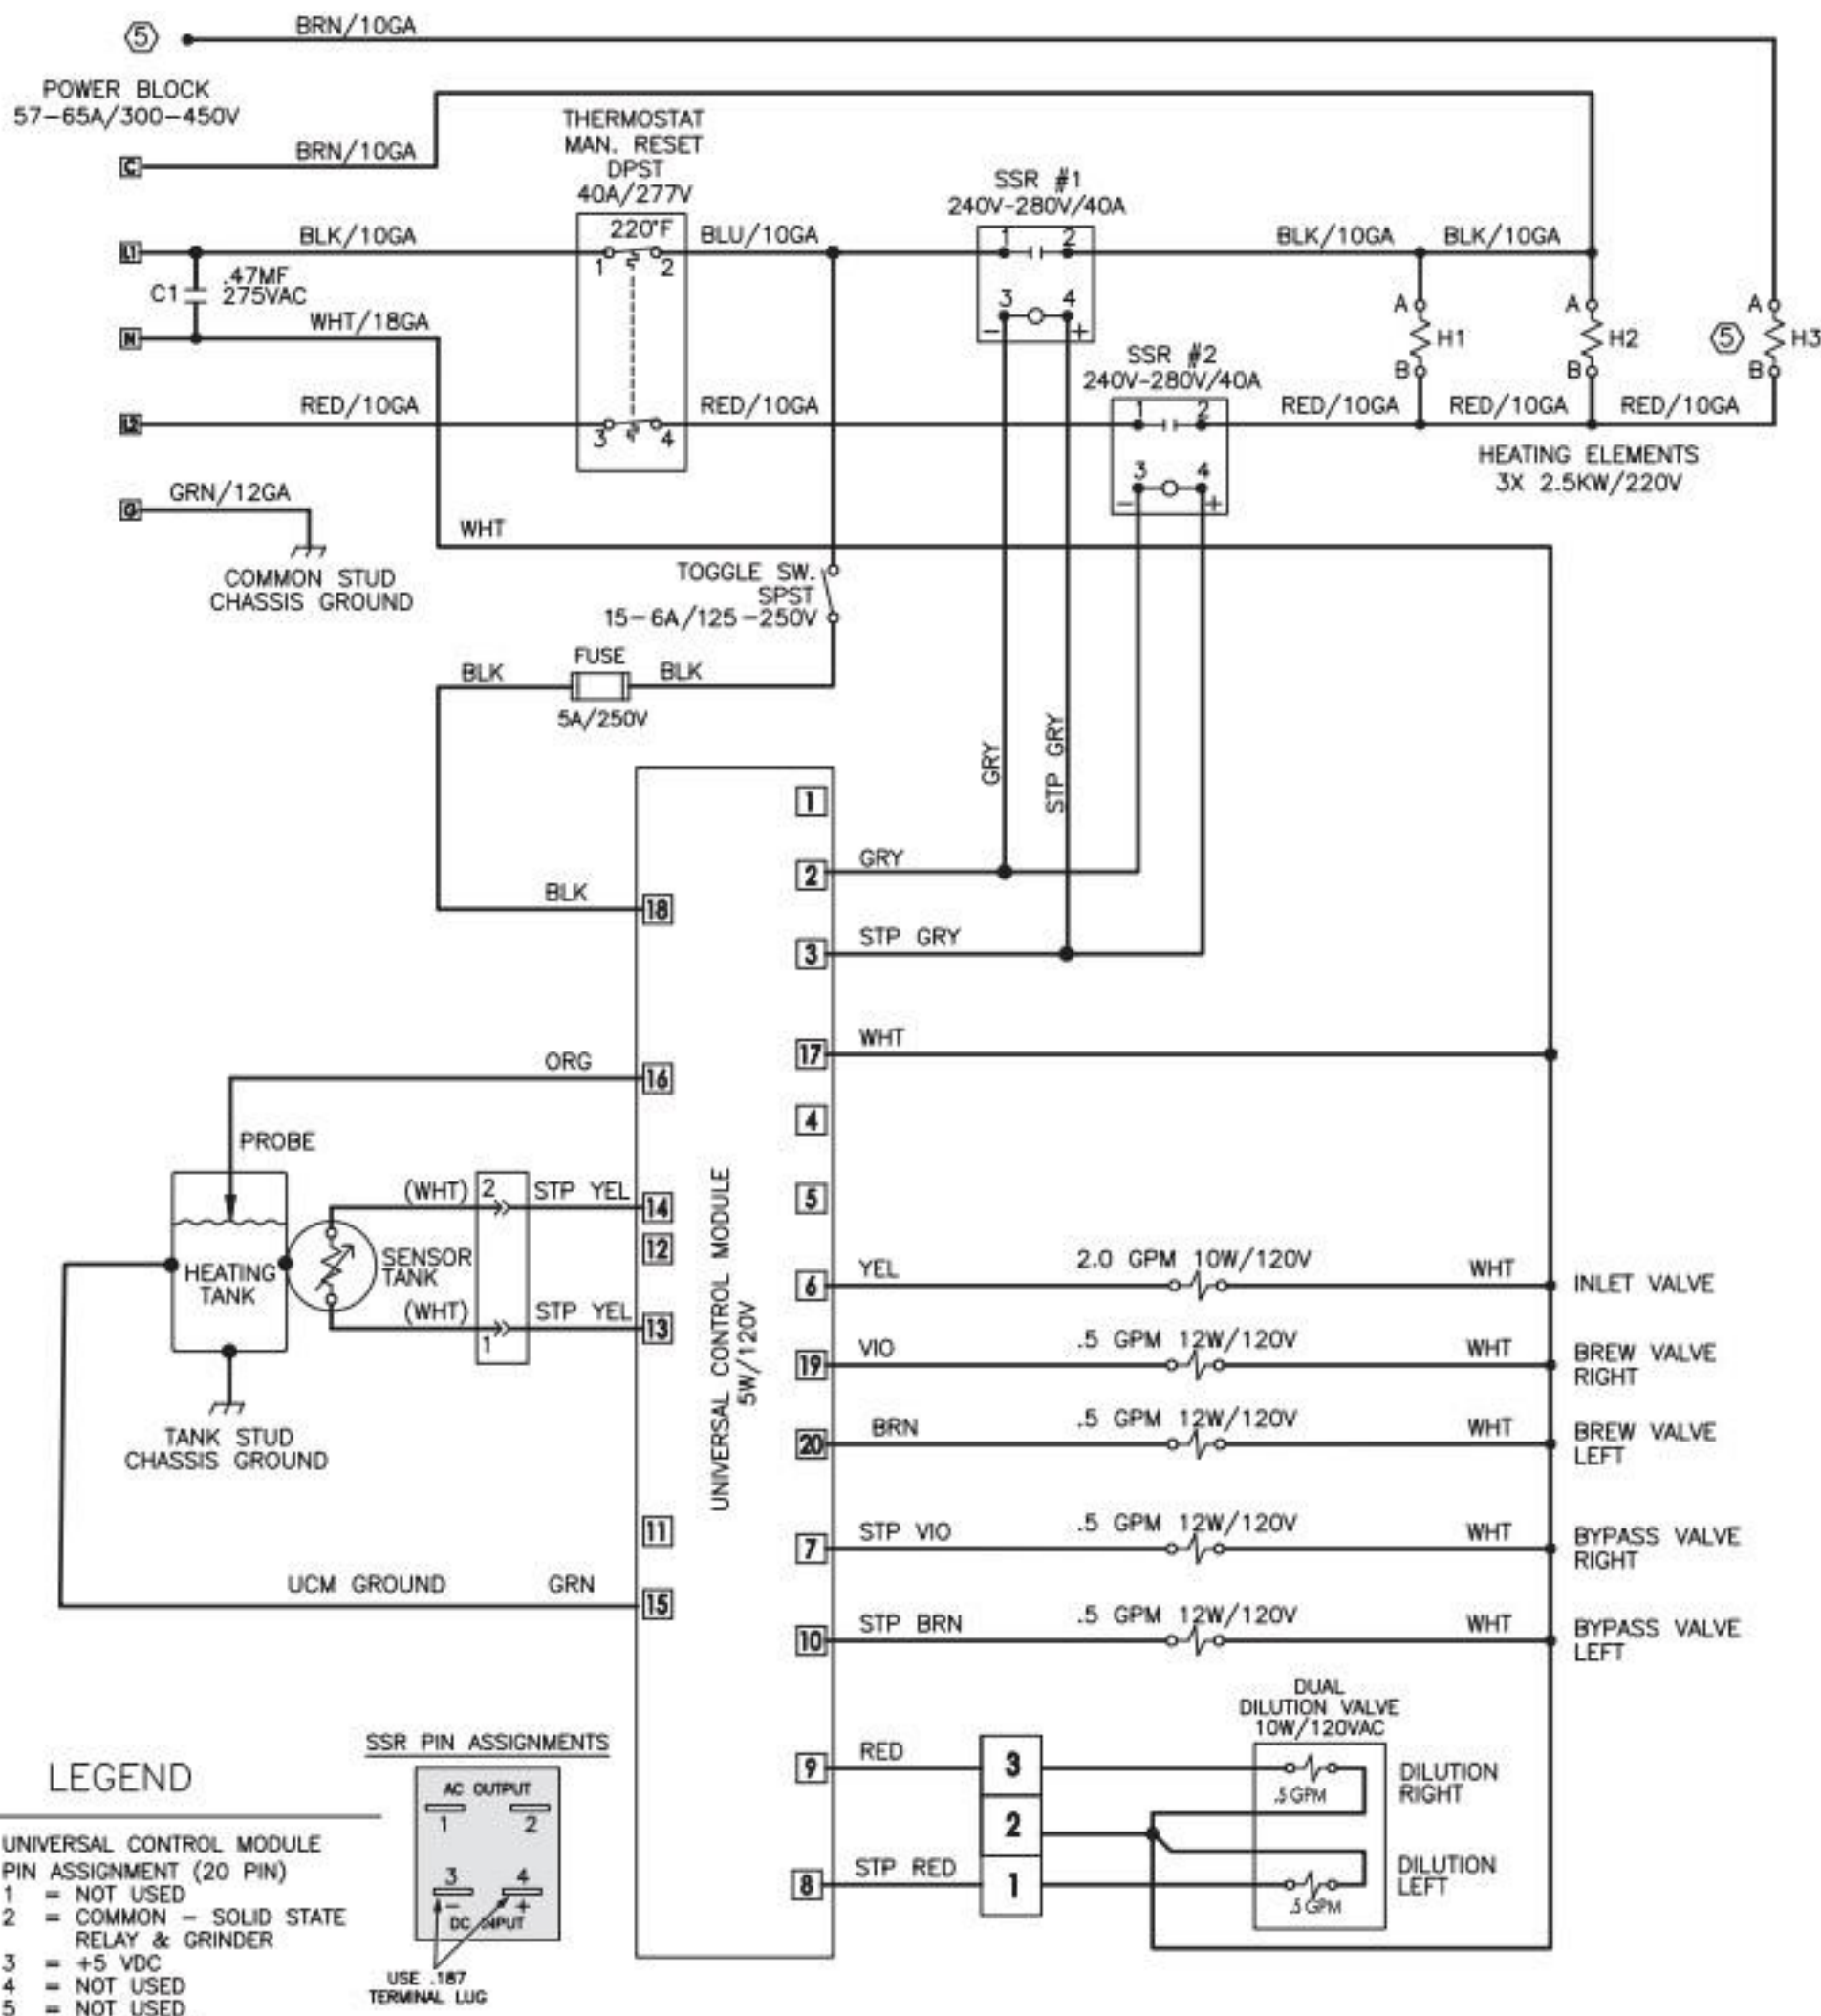 5
BRN/10GA
POWER BLOCK
57-65A/300-450V
C
BRN/10GA
THERMOSTAT
MAN. RESET
DPST
40A/277V
SSR #1
240V-280V/40A
L1
BLK/10GA
220°F
1
2
BLU/10GA
1
2
BLK/10GA
BLK/10GA
C1
.47MF
275VAC
3
4
-
+
A
H1
B
A
H2
B
5
A
H3
B
N
WHT/18GA
SSR #2
240V-280V/40A
L2
RED/10GA
3
4
RED/10GA
1
2
RED/10GA
RED/10GA
RED/10GA
HEATING ELEMENTS
3X 2.5KW/220V
3
4
-
+
G
GRN/12GA
COMMON STUD
CHASSIS GROUND
WHT
TOGGLE SW.
SPST
15-6A/125-250V
BLK
FUSE
BLK
5A/250V
GRY
STP GRY
1
2
GRY
BLK
18
3
STP GRY
17
WHT
ORG
16
4
PROBE
5
(WHT)
2
STP YEL
14
12
HEATING
TANK
SENSOR
TANK
(WHT)
1
STP YEL
13
UNIVERSAL CONTROL MODULE
5W/120V
6
YEL
2.0 GPM 10W/120V
WHT
INLET VALVE
19
VIO
.5 GPM 12W/120V
WHT
BREW VALVE
RIGHT
20
BRN
.5 GPM 12W/120V
WHT
BREW VALVE
LEFT
TANK STUD
CHASSIS GROUND
11
7
STP VIO
.5 GPM 12W/120V
WHT
BYPASS VALVE
RIGHT
UCM GROUND
GRN
15
10
STP BRN
.5 GPM 12W/120V
WHT
BYPASS VALVE
LEFT
DUAL
DILUTION VALVE
10W/120VAC
9
RED
3
.5 GPM
DILUTION
RIGHT
2
8
STP RED
1
.5 GPM
DILUTION
LEFT
SSR PIN ASSIGNMENTS
AC OUTPUT
1
2
3
4
-
+
DC INPUT
USE .187
TERMINAL LUG
LEGEND
UNIVERSAL CONTROL MODULE
PIN ASSIGNMENT (20 PIN)
1 = NOT USED
2 = COMMON - SOLID STATE
RELAY & GRINDER
3 = +5 VDC
4 = NOT USED
5 = NOT USED